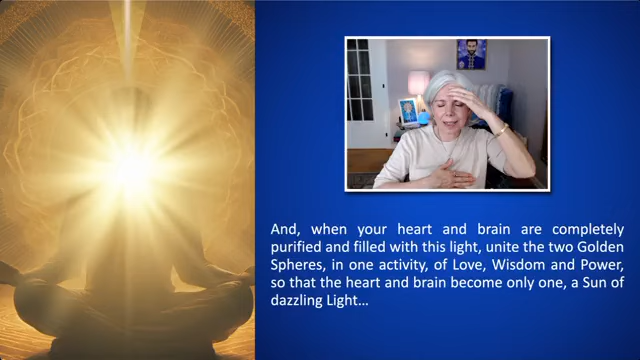 And, when your heart and brain are completely
purified and filled with this light, unite the two Golden
Spheres, in one activity, of Love, Wisdom and Power,
so that the heart and brain become only one, a Sun of
dazzling Light...